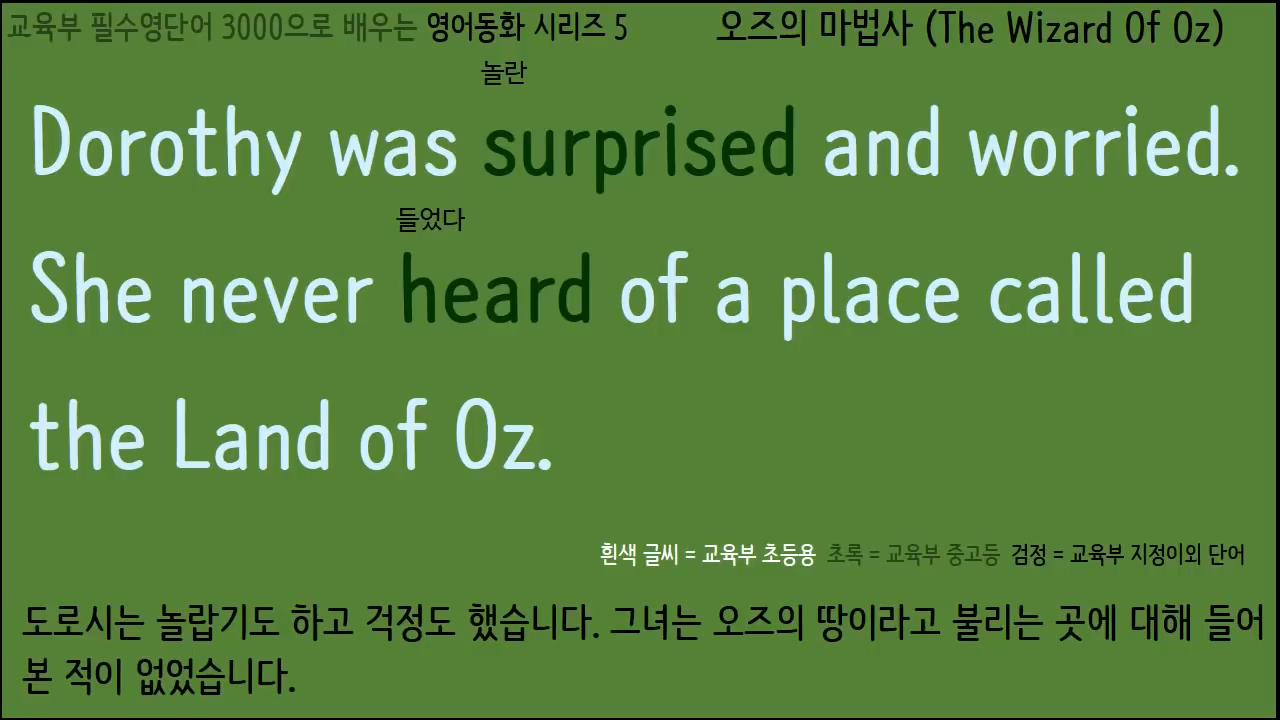 교육부 필수영단어 3000으로 배우는 영어동화 시리즈 5 오즈의 마법사 (The Wizard Of Oz)
놀란
Dorothy was surprised and worried.
들었다
She never heard of a place called
the Land of Oz.
흰색 글씨 = 교육부 초등용 초록 = 교육부 중고등 검정 = 교육부 지정이외 단어
도로시는 놀랍기도 하고 걱정도 했습니다. 그녀는 오즈의 땅이라고 불리는 곳에 대해 들어
본 적이 없었습니다.